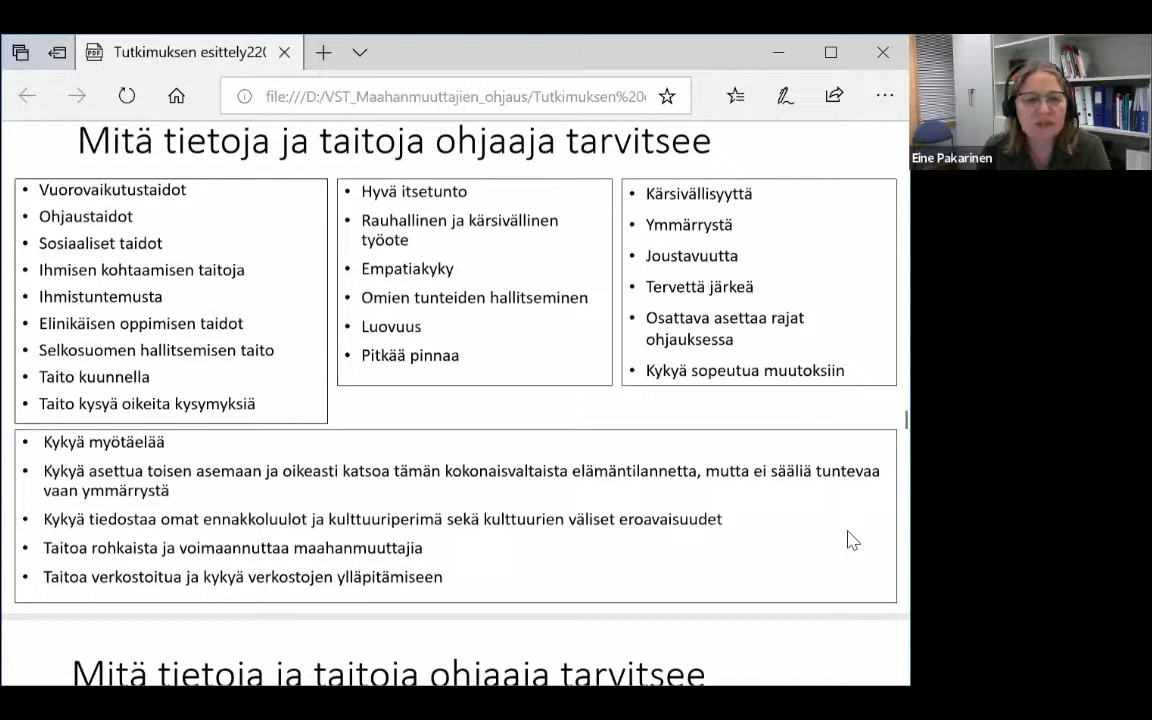 Tutkimuksen esittely220
file:///D:/VST_Maahanmuuttajien_ohjaus/Tutkimuksen%20
Eine Pakarinen
Mitä tietoja ja taitoja ohjaaja tarvitsee
• Vuorovaikutustaidot
• Ohjaustaidot
• Sosiaaliset taidot
• Ihmisen kohtaamisen taitoja
• Ihmistuntemusta
• Elinikäisen oppimisen taidot
• Selkosuomen hallitsemisen taito
• Taito kuunnella
• Taito kysyä oikeita kysymyksiä
• Hyvä itsetunto
• Rauhallinen ja kärsivällinen
työote
• Empatiakyky
• Omien tunteiden hallitseminen
• Luovuus
• Pitkää pinnaa
• Kärsivällisyyttä
• Ymmärrystä
• Joustavuutta
• Tervettä järkeä
• Osattava asettaa rajat
ohjauksessa
• Kykyä sopeutua muutoksiin
• Kykyä myötäelää
• Kykyä asettua toisen asemaan ja oikeasti katsoa tämän kokonaisvaltaista elämäntilannetta, mutta ei sääliä tuntevaa
vaan ymmärrystä
• Kykyä tiedostaa omat ennakkoluulot ja kulttuuriperimä sekä kulttuurien väliset eroavaisuudet
• Taitoa rohkaista ja voimaannuttaa maahanmuuttajia
• Taitoa verkostoitua ja kykyä verkostojen ylläpitämiseen
Mitä tietoja ja taitoja ohjaaja tarvitsee